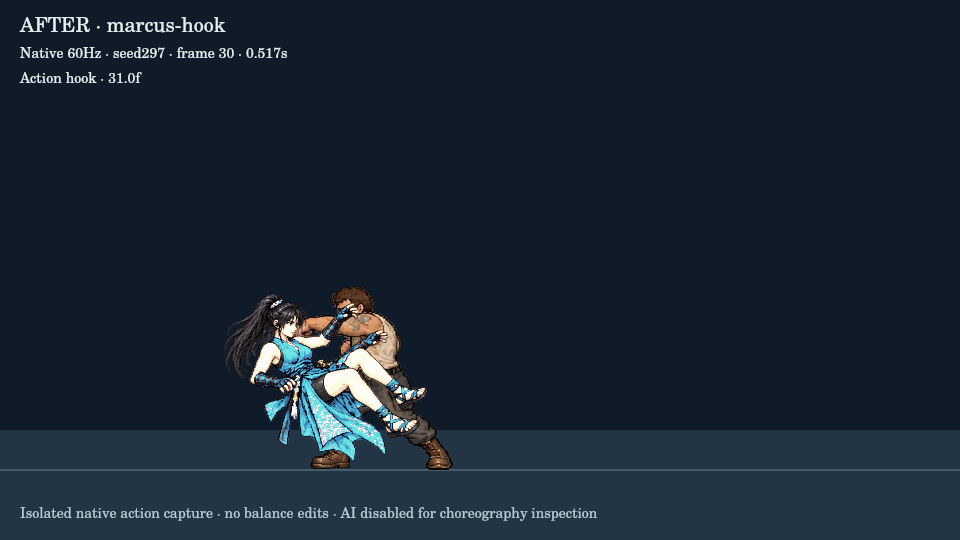 AFTER · marcus-hook
Native 60Hz · seed297 · frame 30 · 0.517s
Action hook · 31.0f
Isolated native action capture · no balance edits · AI disabled for choreography inspection